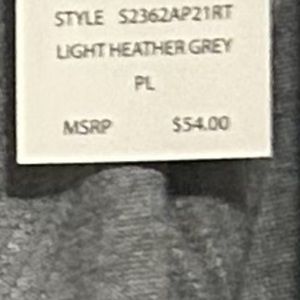 STYLE S2362AP21RT
LIGHT HEATHER GREY
PL
MSRP $54.00